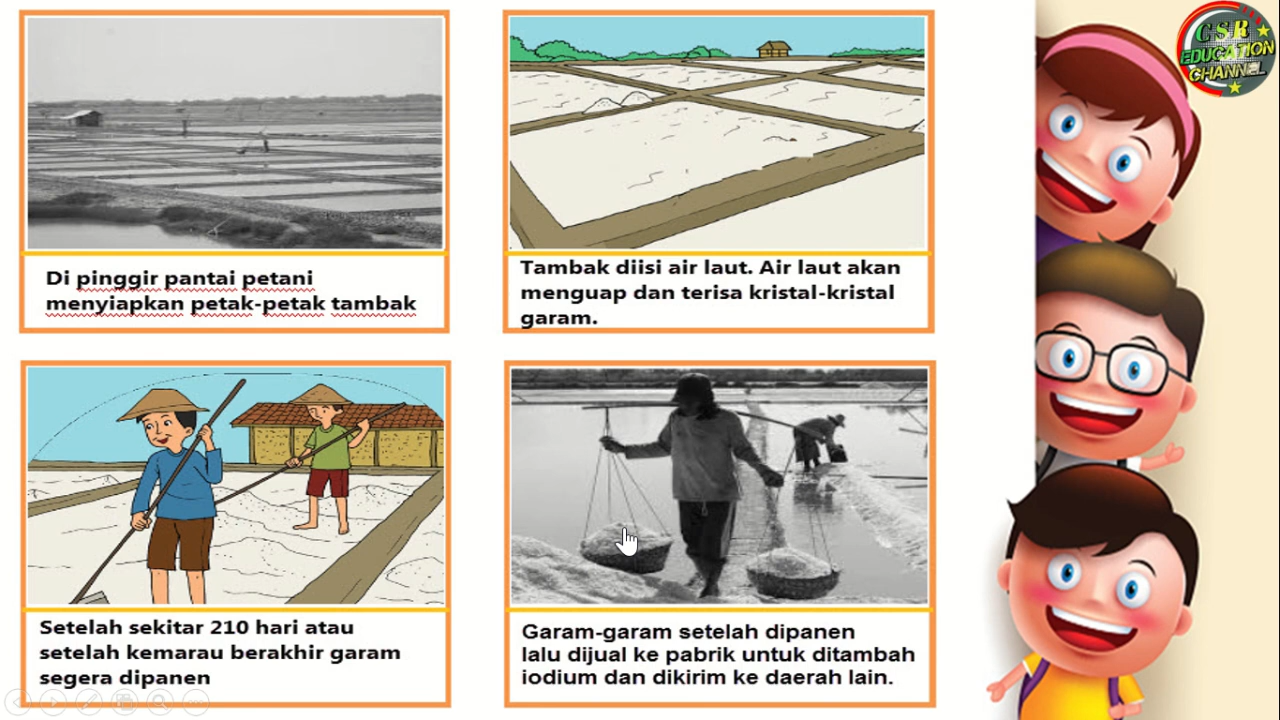 CSR
EDUCATION
CHANNEL
Di pinggir pantai petani
menyiapkan petak-petak tambak
Tambak diisi air laut. Air laut akan
menguap dan terisa kristal-kristal
garam.
Setelah sekitar 210 hari atau
setelah kemarau berakhir garam
segera dipanen
Garam-garam setelah dipanen
lalu dijual ke pabrik untuk ditambah
iodium dan dikirim ke daerah lain.